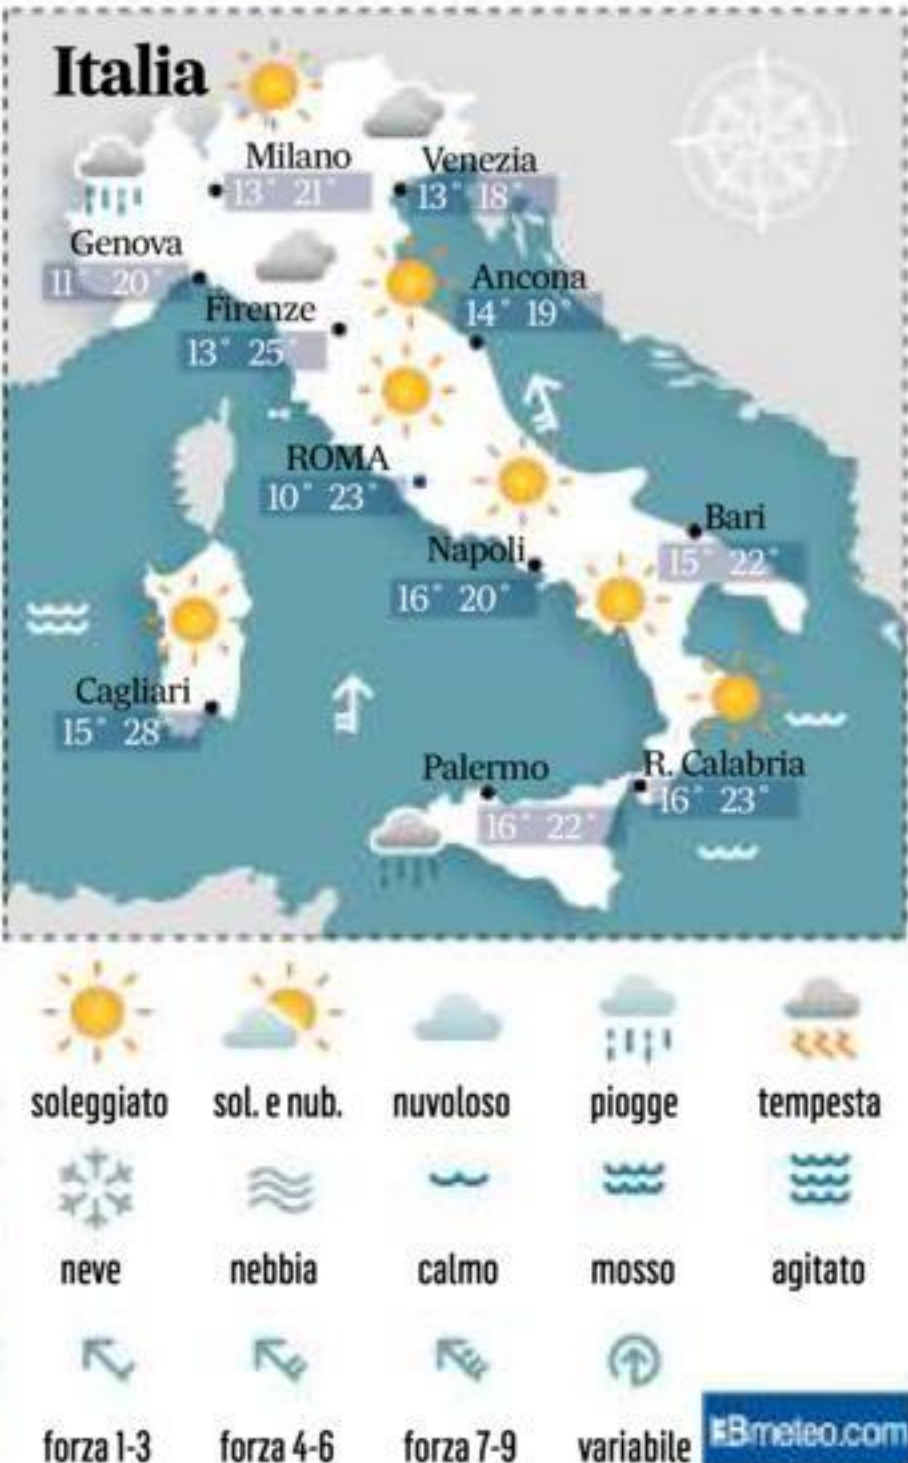 Italia
Milano
13° 21°
Venezia
13° 18°
Genova
11° 20°
Firenze
13° 25°
Ancona
14° 19°
ROMA
10° 23°
Bari
15° 22°
Napoli
16° 20°
Cagliari
15° 28°
Palermo
16° 22°
R. Calabria
16° 23°
soleggiato sol. e nub. nuvoloso piogge tempesta
neve nebbia calmo mosso agitato
forza 1-3 forza 4-6 forza 7-9 variabile
3Bmeteo.com